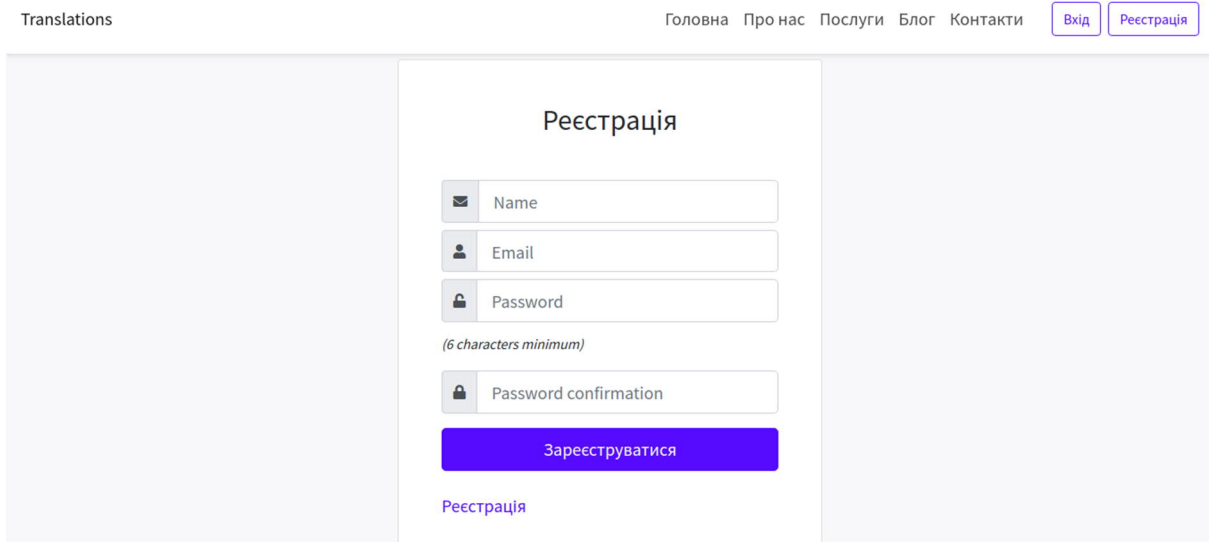 Translations Головна Про нас Послуги Блог Контакти Вхід Реєстрація
Реєстрація
Name
Email
Password
(6 characters minimum)
Password confirmation
Зареєструватися
Реєстрація